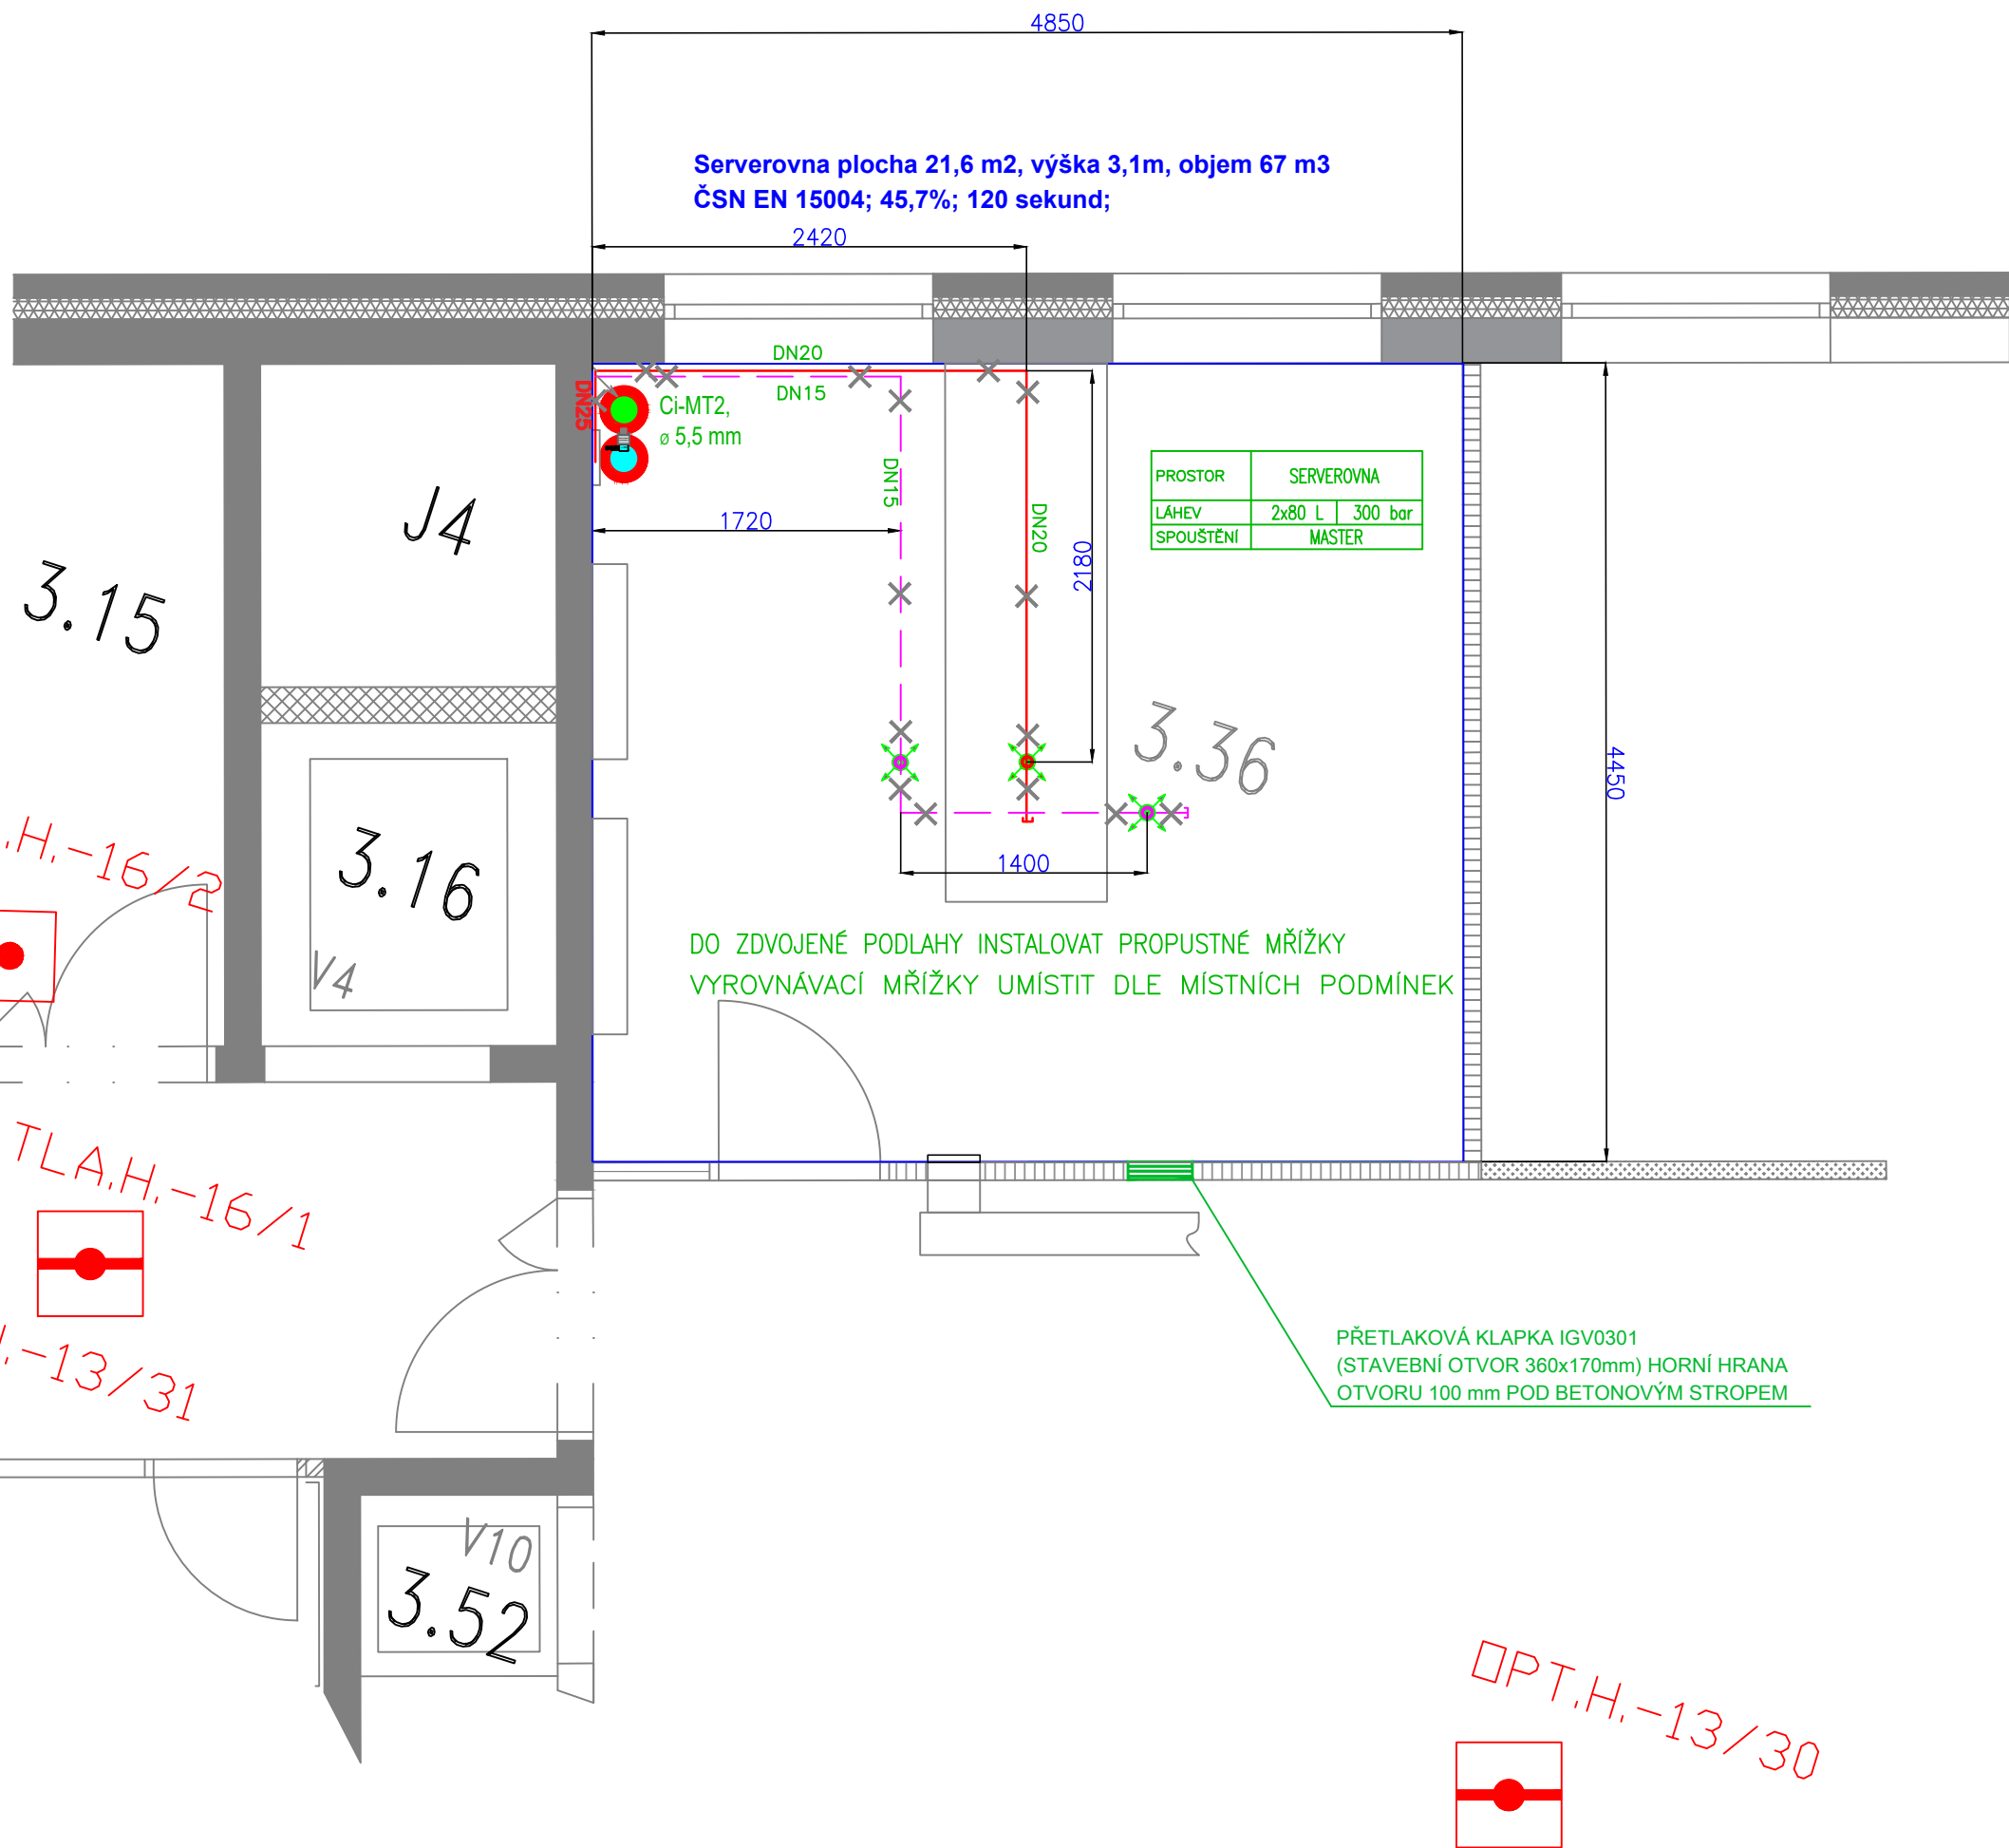 4850
Serverovna plocha 21,6 m2, výška 3,1m, objem 67 m3
ČSN EN 15004; 45,7%; 120 sekund;
2420
DN20
DN15
DN25
Ci-MT2,
ø 5,5 mm
DN15
DN20
1720
2180
PROSTOR SERVEROVNA
LÁHEV 2x80 L 300 bar
SPOUŠTĚNÍ MASTER
J4
3.15
3.36
4450
3.16
V4
.H.-16/2
1400
DO ZDVOJENÉ PODLAHY INSTALOVAT PROPUSTNÉ MŘÍŽKY
VYROVNÁVACÍ MŘÍŽKY UMÍSTIT DLE MÍSTNÍCH PODMÍNEK
TLA.H.-16/1
.-13/31
PŘETLAKOVÁ KLAPKA IGV0301
(STAVEBNÍ OTVOR 360x170mm) HORNÍ HRANA
OTVORU 100 mm POD BETONOVÝM STROPEM
V10
3.52
OPT.H.-13/30